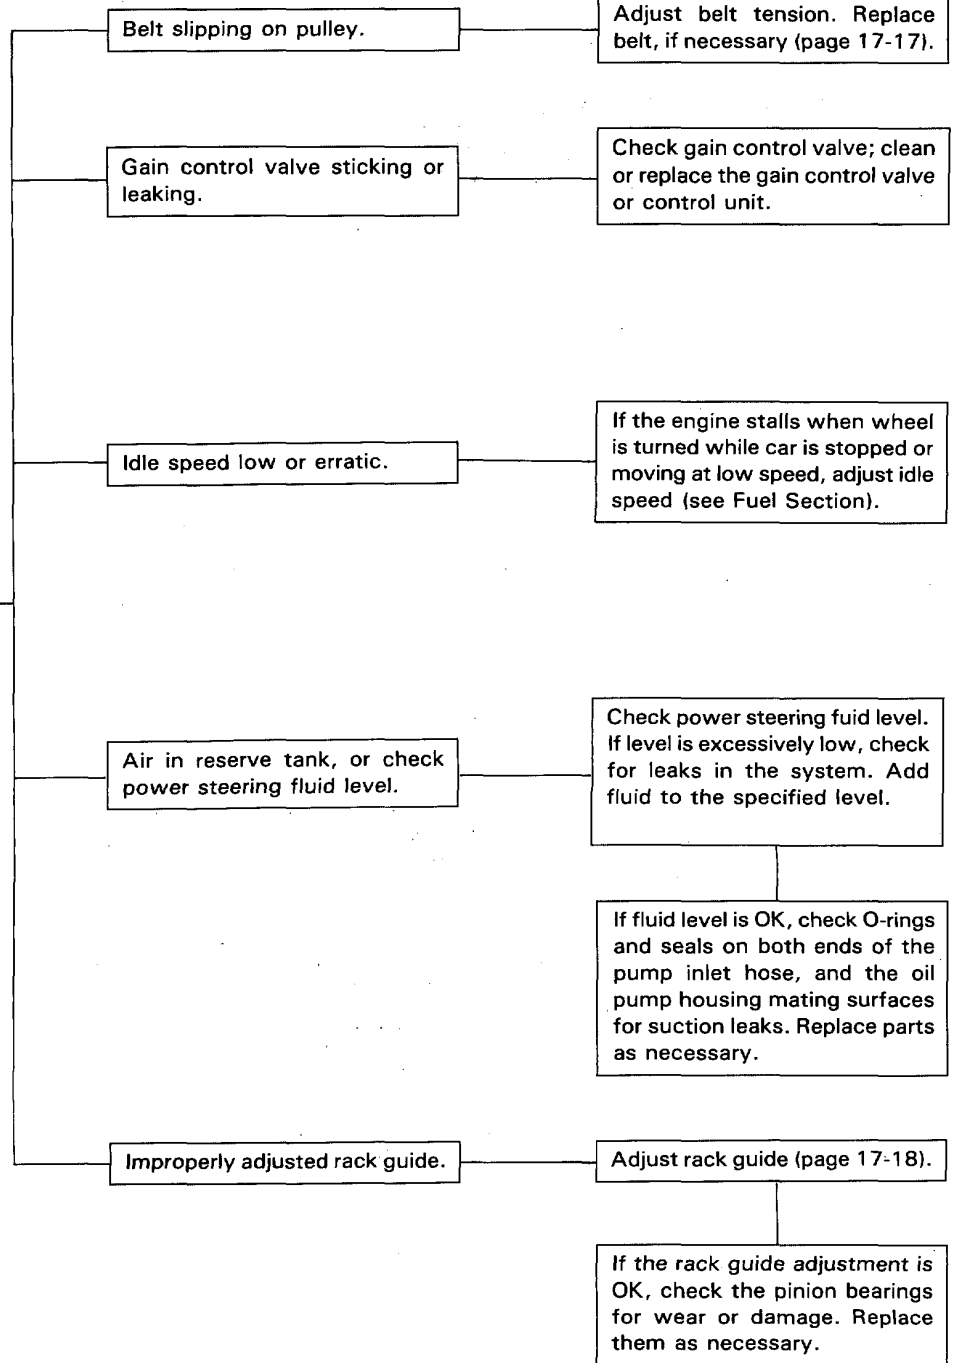 Belt slipping on pulley.
Adjust belt tension. Replace
belt, if necessary (page 17-17).
Gain control valve sticking or
leaking.
Check gain control valve; clean
or replace the gain control valve
or control unit.
Idle speed low or erratic.
If the engine stalls when wheel
is turned while car is stopped or
moving at low speed, adjust idle
speed (see Fuel Section).
Air in reserve tank, or check
power steering fluid level.
Check power steering fuid level.
If level is excessively low, check
for leaks in the system. Add
fluid to the specified level.
If fluid level is OK, check O-rings
and seals on both ends of the
pump inlet hose, and the oil
pump housing mating surfaces
for suction leaks. Replace parts
as necessary.
Improperly adjusted rack guide.
Adjust rack guide (page 17-18).
If the rack guide adjustment is
OK, check the pinion bearings
for wear or damage. Replace
them as necessary.